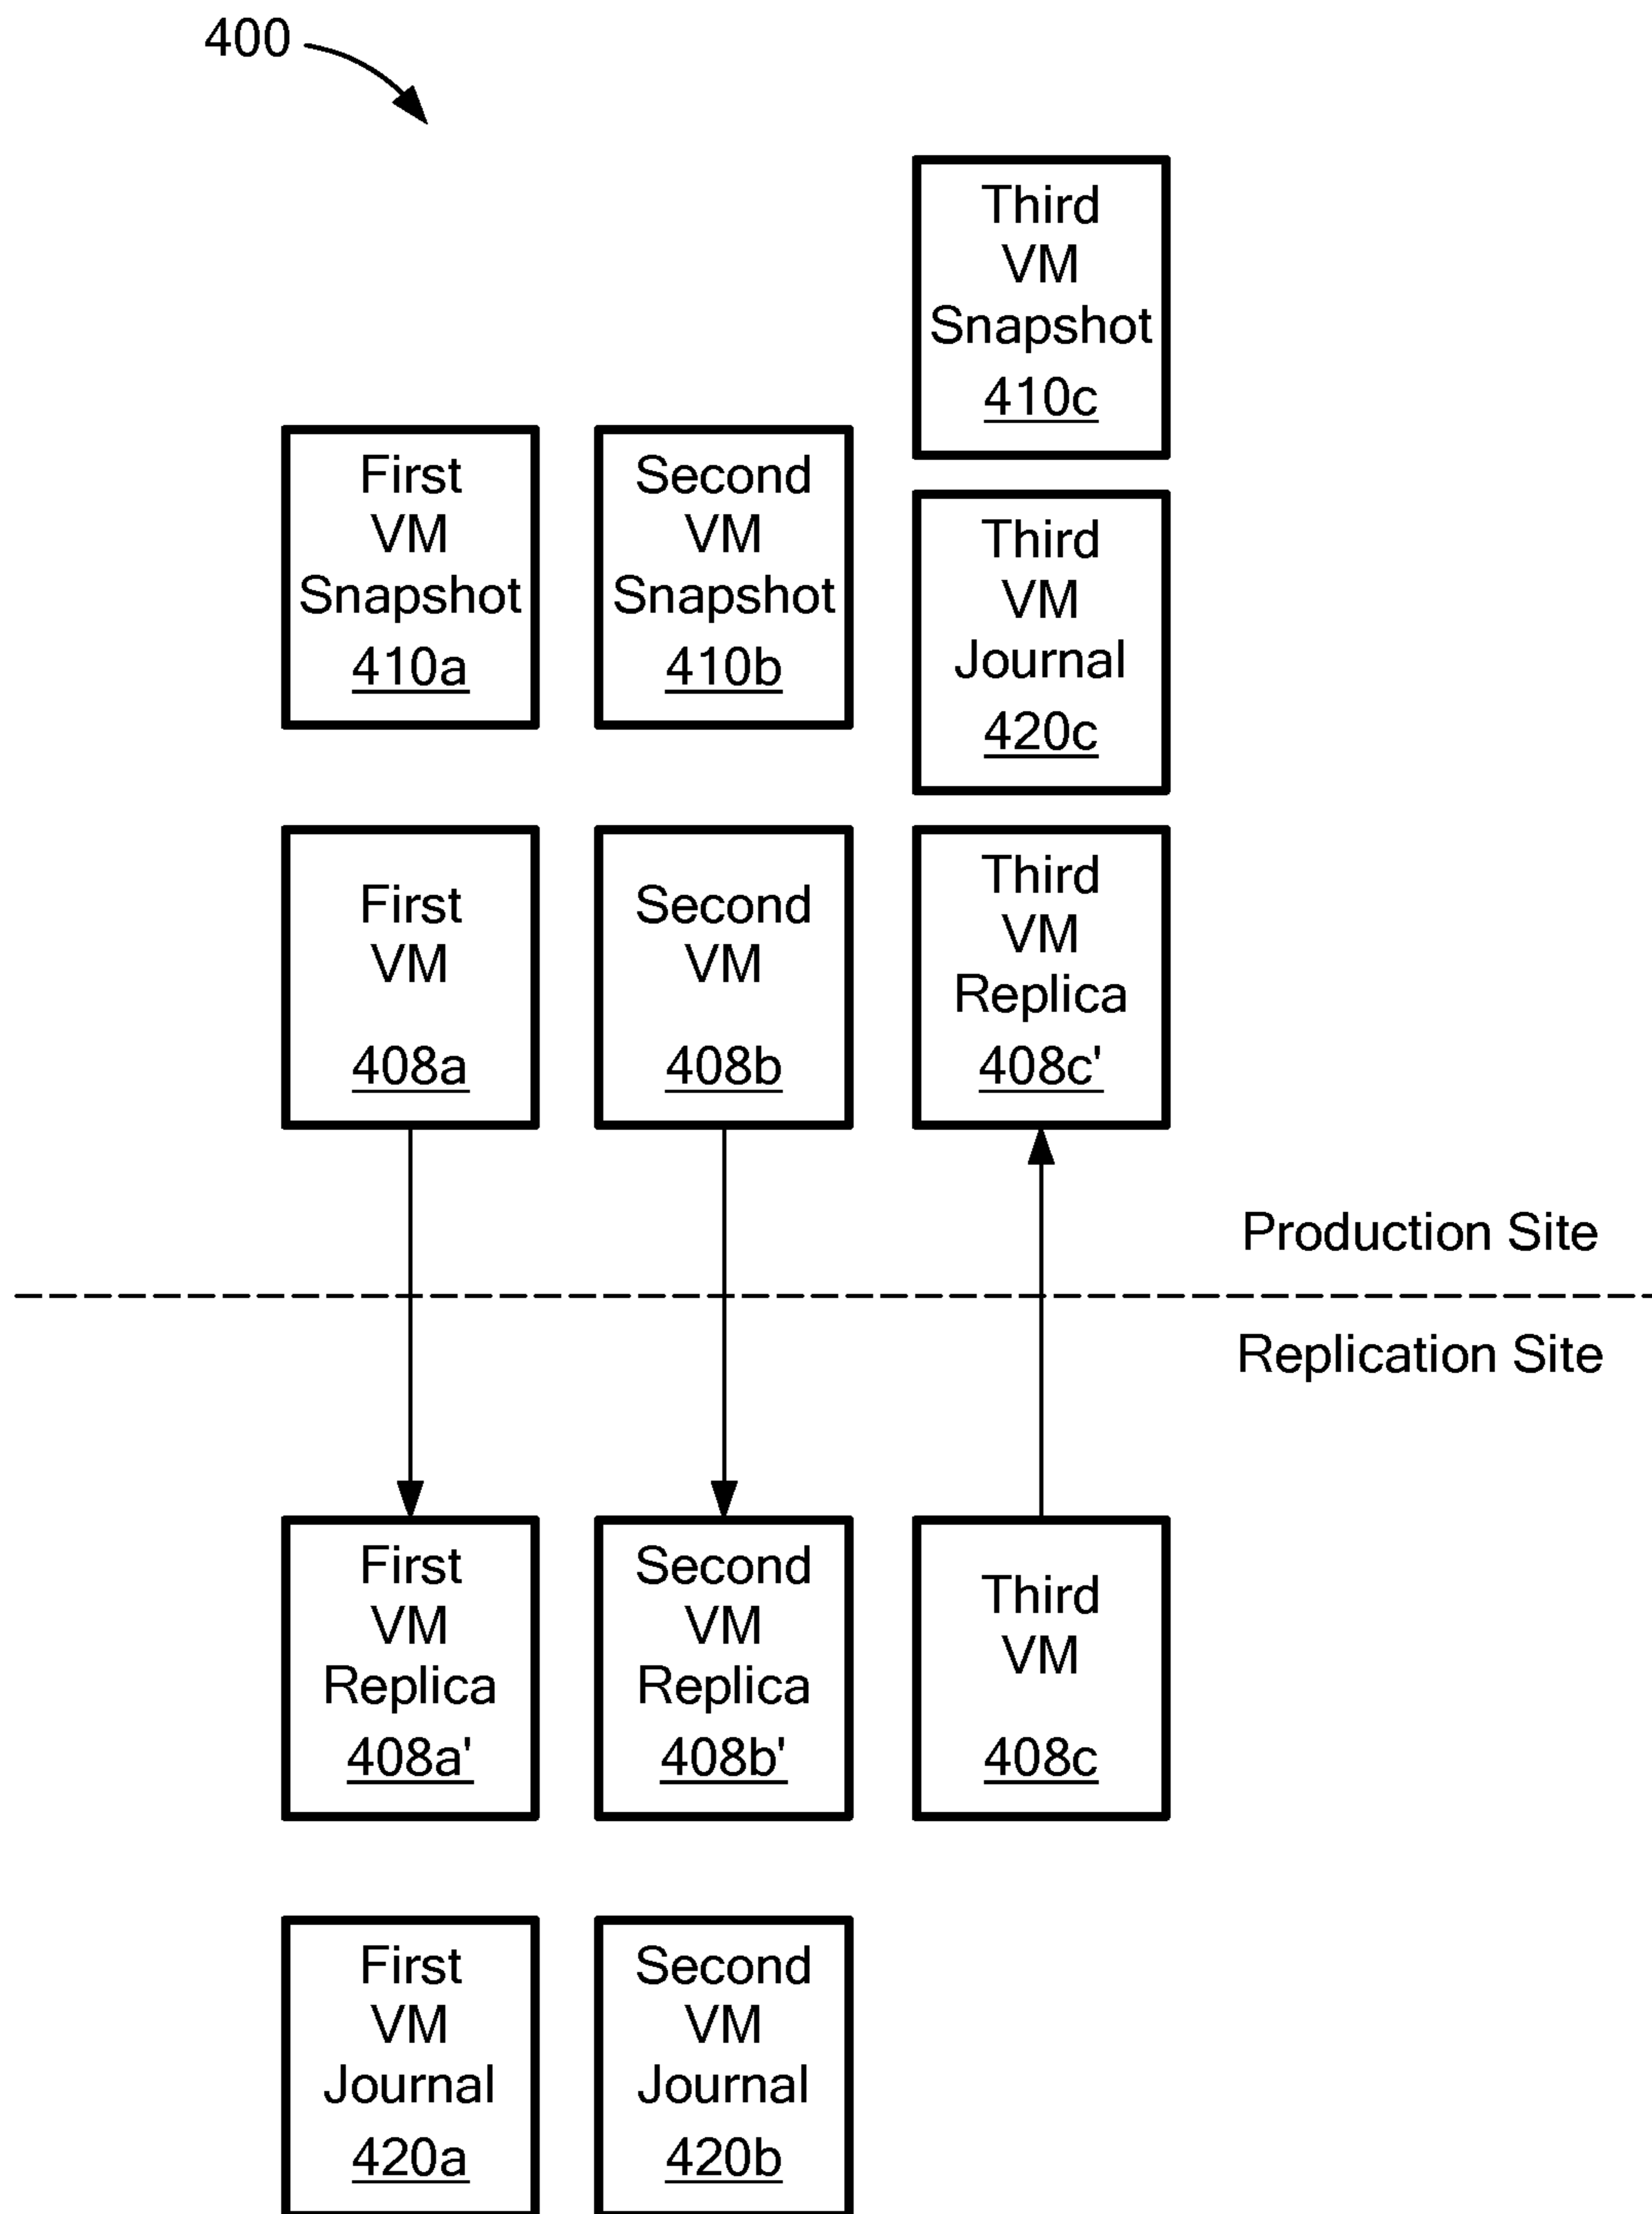 400
Third
VM
Snapshot
410c
First
VM
Snapshot
410a
Second
VM
Snapshot
410b
Third
VM
Journal
420c
First
VM
408a
Second
VM
408b
Third
VM
Replica
408c'
Production Site
Replication Site
First
VM
Replica
408a'
Second
VM
Replica
408b'
Third
VM
408c
First
VM
Journal
420a
Second
VM
Journal
420b